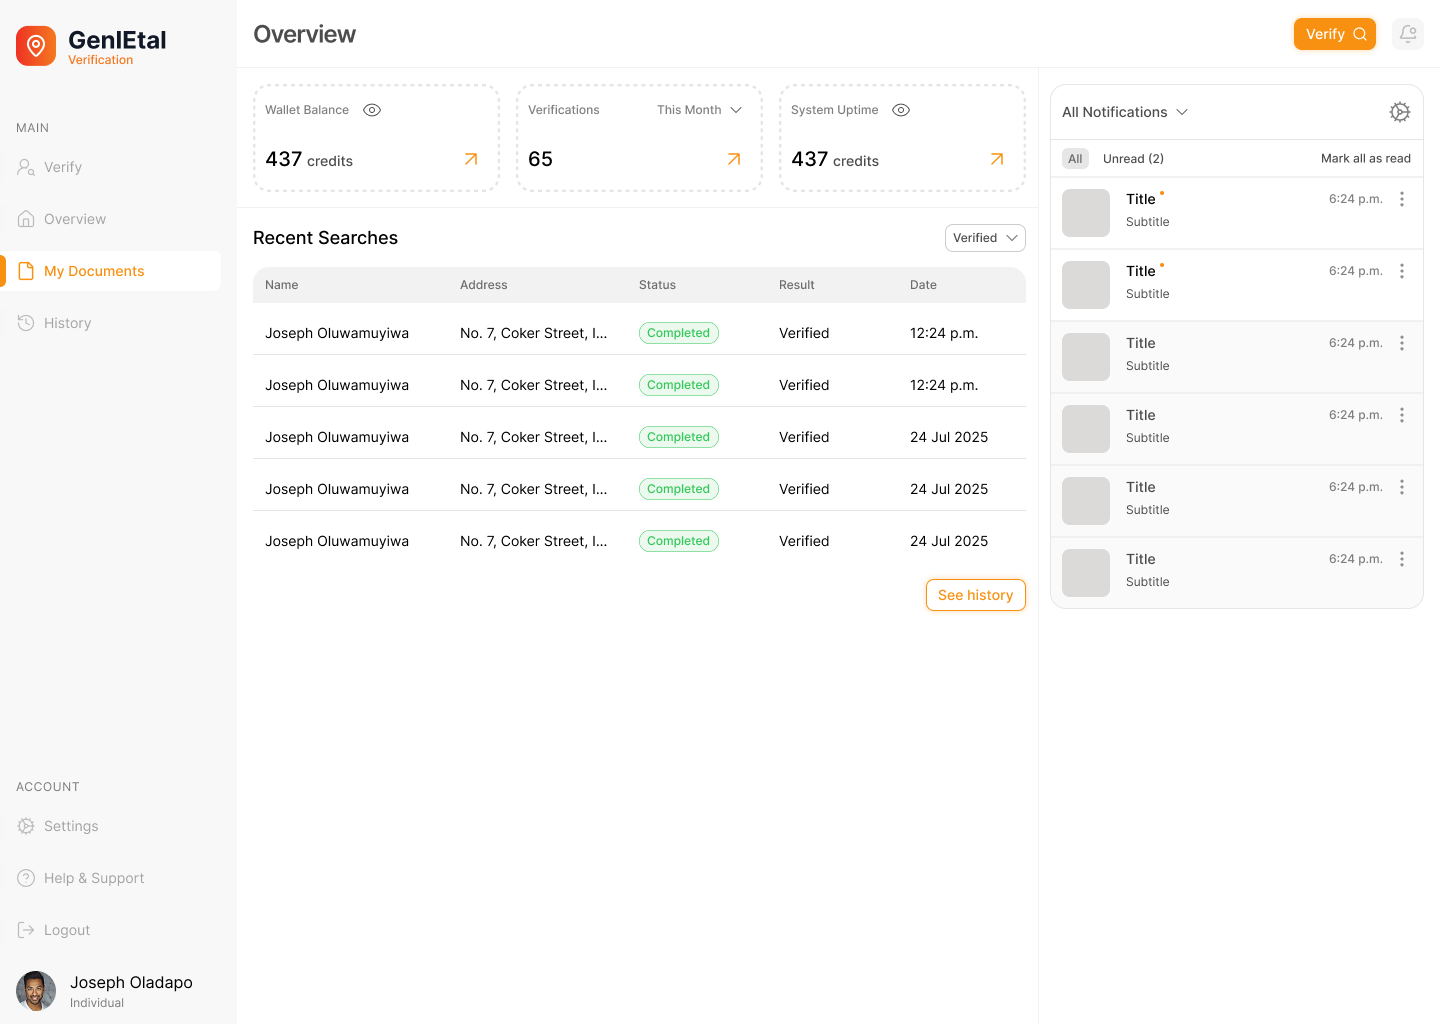 GenIEtal
Verification
MAIN
Verify
Overview
My Documents
History
ACCOUNT
Settings
Help & Support
Logout
Joseph Oladapo
Individual
Overview
Verify
Wallet Balance
437 credits
Verifications This Month
65
System Uptime
437 credits
Recent Searches Verified
Name Address Status Result Date
Joseph Oluwamuyiwa No. 7, Coker Street, I... Completed Verified 12:24 p.m.
Joseph Oluwamuyiwa No. 7, Coker Street, I... Completed Verified 12:24 p.m.
Joseph Oluwamuyiwa No. 7, Coker Street, I... Completed Verified 24 Jul 2025
Joseph Oluwamuyiwa No. 7, Coker Street, I... Completed Verified 24 Jul 2025
Joseph Oluwamuyiwa No. 7, Coker Street, I... Completed Verified 24 Jul 2025
See history
All Notifications
All Unread (2) Mark all as read
Title 6:24 p.m.
Subtitle
Title 6:24 p.m.
Subtitle
Title 6:24 p.m.
Subtitle
Title 6:24 p.m.
Subtitle
Title 6:24 p.m.
Subtitle
Title 6:24 p.m.
Subtitle